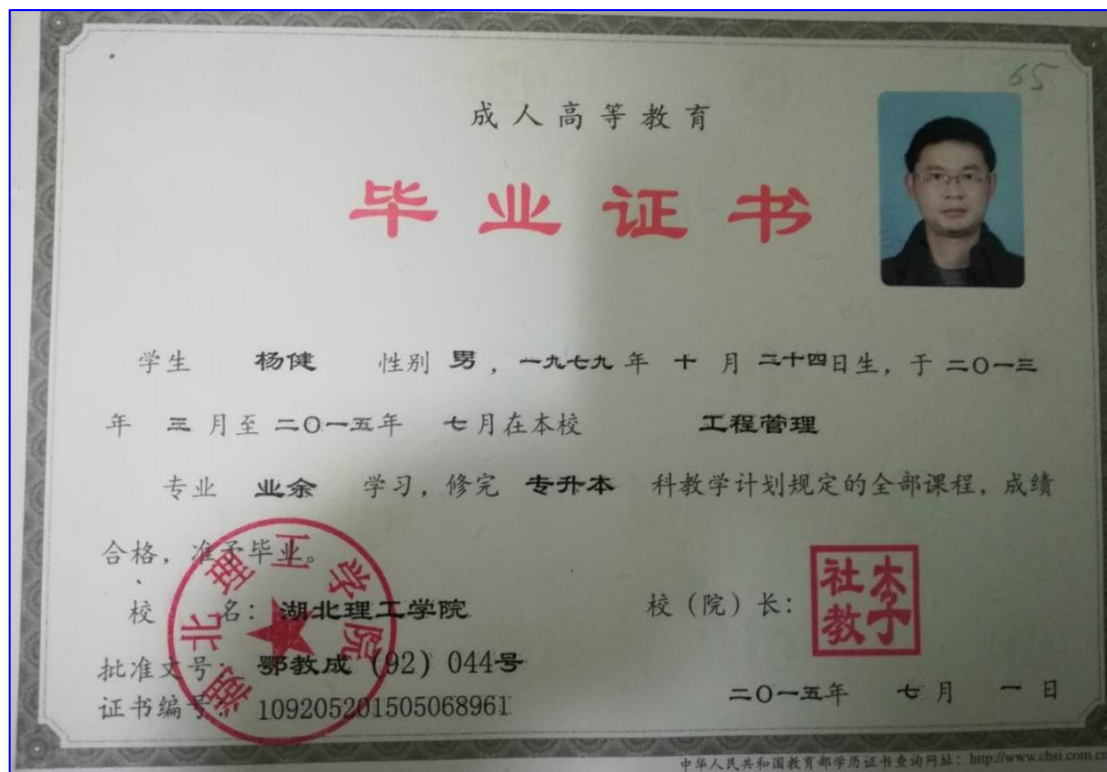 65
成人高等教育
毕业证书
学生 杨健 性别 男，一九七九年 十 月 二十四日生，于 二〇一三
年 三 月至 二〇一五年 七月在本校 工程管理
专业 业余 学习，修完 专升本 科教学计划规定的全部课程，成绩
合格，准予毕业。
校 名：湖北理工学院 校（院）长：
李社教
湖北理工学院
批准文号：鄂教成（92）044号
证书编号：109205201505068961
二〇一五年 七月 一日
中华人民共和国教育部学历证书查询网址：http://www.chsi.com.cn